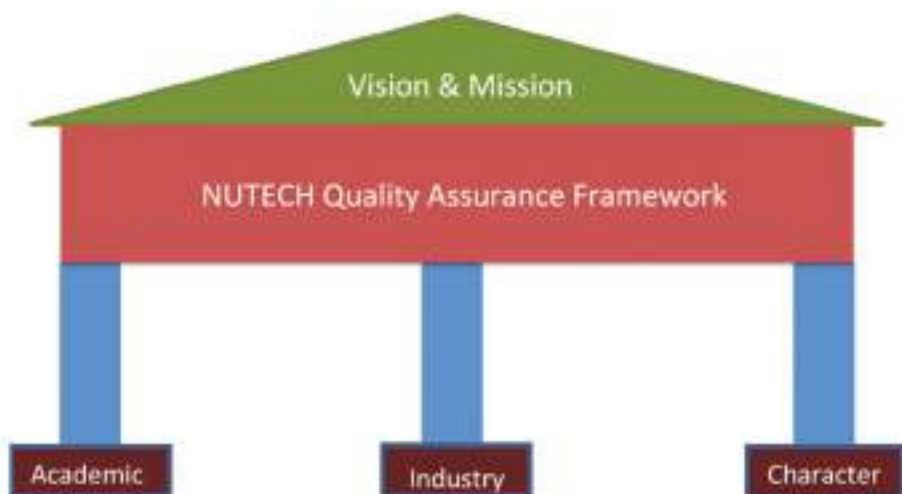 Vision & Mission
NUTECH Quality Assurance Framework
Academic
Industry
Character